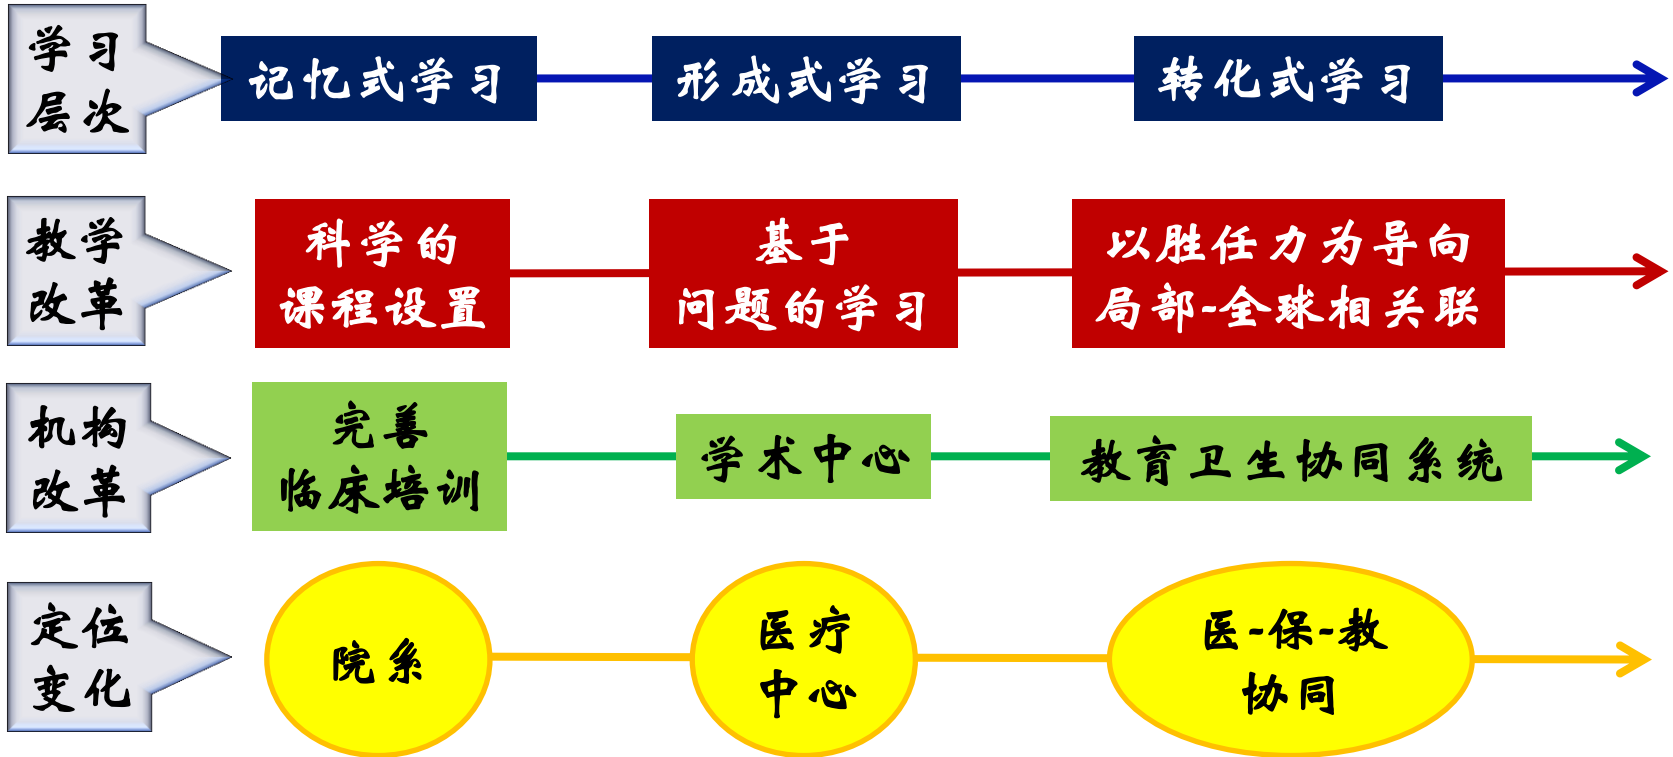 学习
层次
记忆式学习
形成式学习
转化式学习
教学
改革
科学的
课程设置
基于
问题的学习
以胜任力为导向
局部-全球相关联
机构
改革
完善
临床培训
学术中心
教育卫生协同系统
定位
变化
院系
医疗
中心
医-保-教
协同